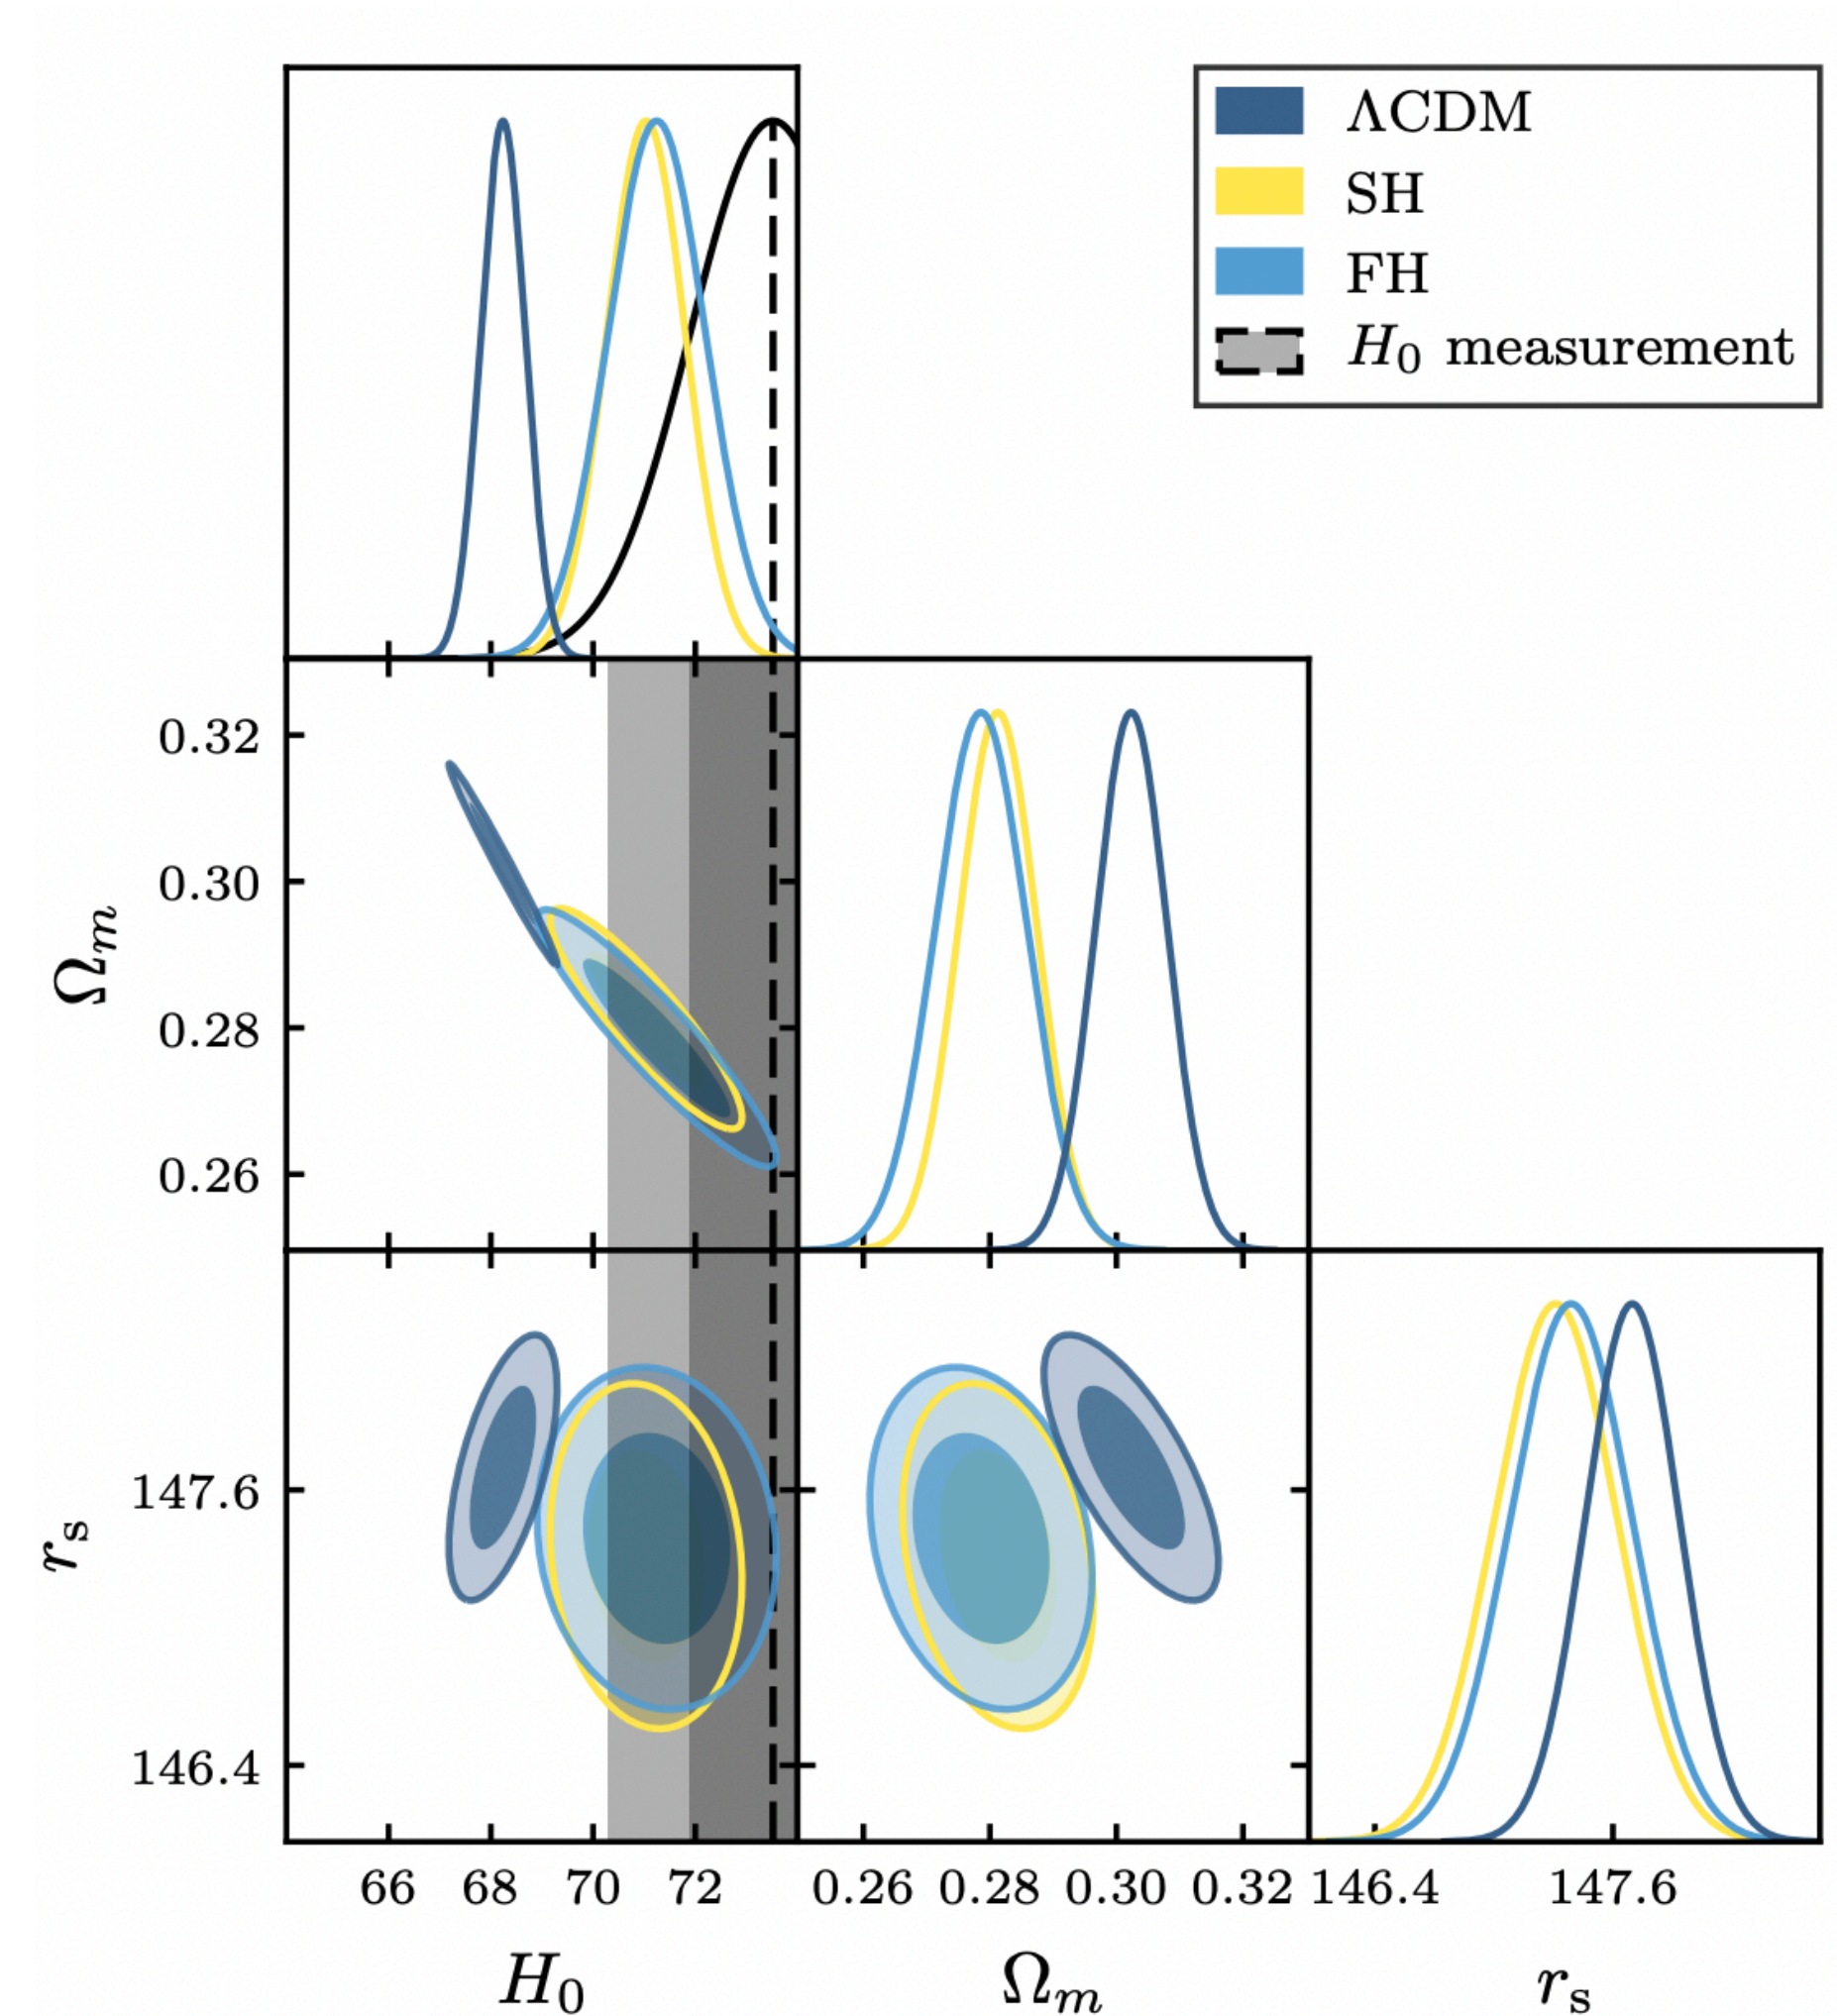 ΛCDM
SH
FH
H₀ measurement
0.32
0.30
0.28
0.26
Ωₘ
147.6
146.4
rₛ
66 68 70 72 0.26 0.28 0.30 0.32 146.4 147.6
H₀ Ωₘ rₛ